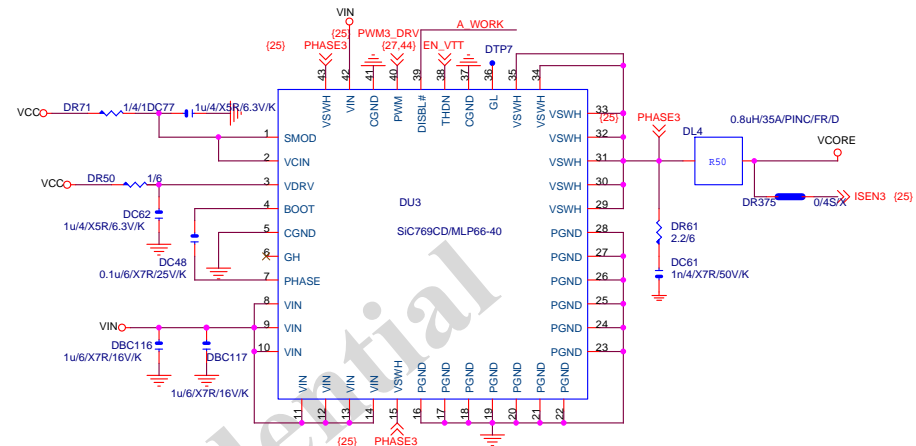 VIN
A_WORK
{25} PWM3_DRV
{25} PHASE3 {27,44} EN_VTT
DTP7
43 42 41 40 39 38 37 36 35 34
VSWH VIN CGND PWM DISBL# THDN CGND GL VSWH VSWH
VCC DR71 1/4/1 DC77 1u/4/X5R/6.3V/K
1 SMOD
2 VCIN
VCC DR50 1/6
3 VDRV
4 BOOT
5 CGND
6 GH
7 PHASE
8 VIN
9 VIN
10 VIN
DC62
1u/4/X5R/6.3V/K
DC48
0.1u/6/X7R/16V/K
VIN
DBC116
1u/6/X7R/16V/K
DBC117
1u/6/X7R/16V/K
DU3
SiC769CD/MLP66-40
VSWH 33
VSWH 32
VSWH 31
VSWH 30
VSWH 29
PGND 28
PGND 27
PGND 26
PGND 25
PGND 24
PGND 23
{25} PHASE3
DL4 0.8uH/35A/PINC/FR/D
R50
VCORE
DR375 0/4S/X ISEN3 {25}
DR61
2.2/6
DC61
1n/4/X7R/50V/K
VIN VIN VIN VIN VSWH PGND PGND PGND PGND PGND PGND PGND
11 12 13 14 15 16 17 18 19 20 21 22
{25} PHASE3